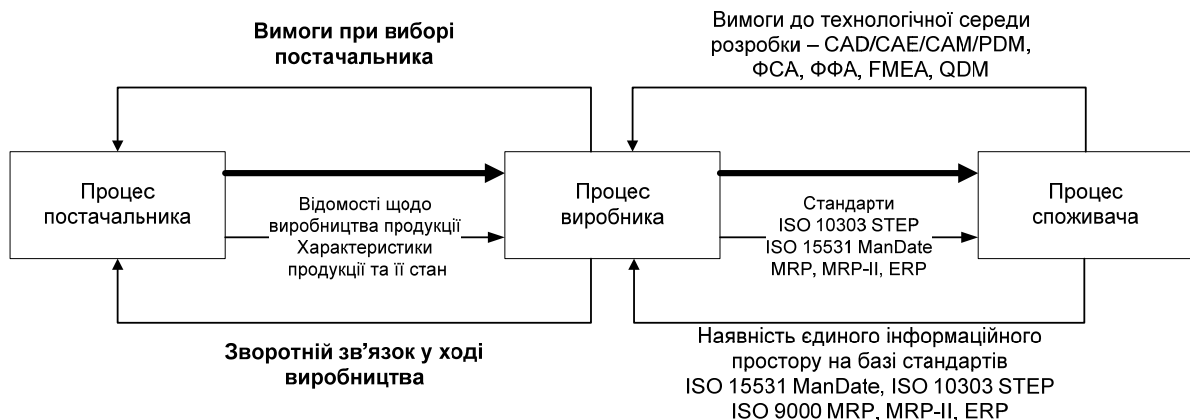 Вимоги при виборі
постачальника
Вимоги до технологічної середи
розробки – CAD/CAE/CAM/PDM,
ФСА, ФФА, FMEA, QDM
Процес
постачальника
Відомості щодо
виробництва продукції
Характеристики
продукції та її стан
Процес
виробника
Стандарти
ISO 10303 STEP
ISO 15531 ManDate
MRP, MRP-II, ERP
Процес
споживача
Зворотній зв’язок у ході
виробництва
Наявність єдиного інформаційного
простору на базі стандартів
ISO 15531 ManDate, ISO 10303 STEP
ISO 9000 MRP, MRP-II, ERP